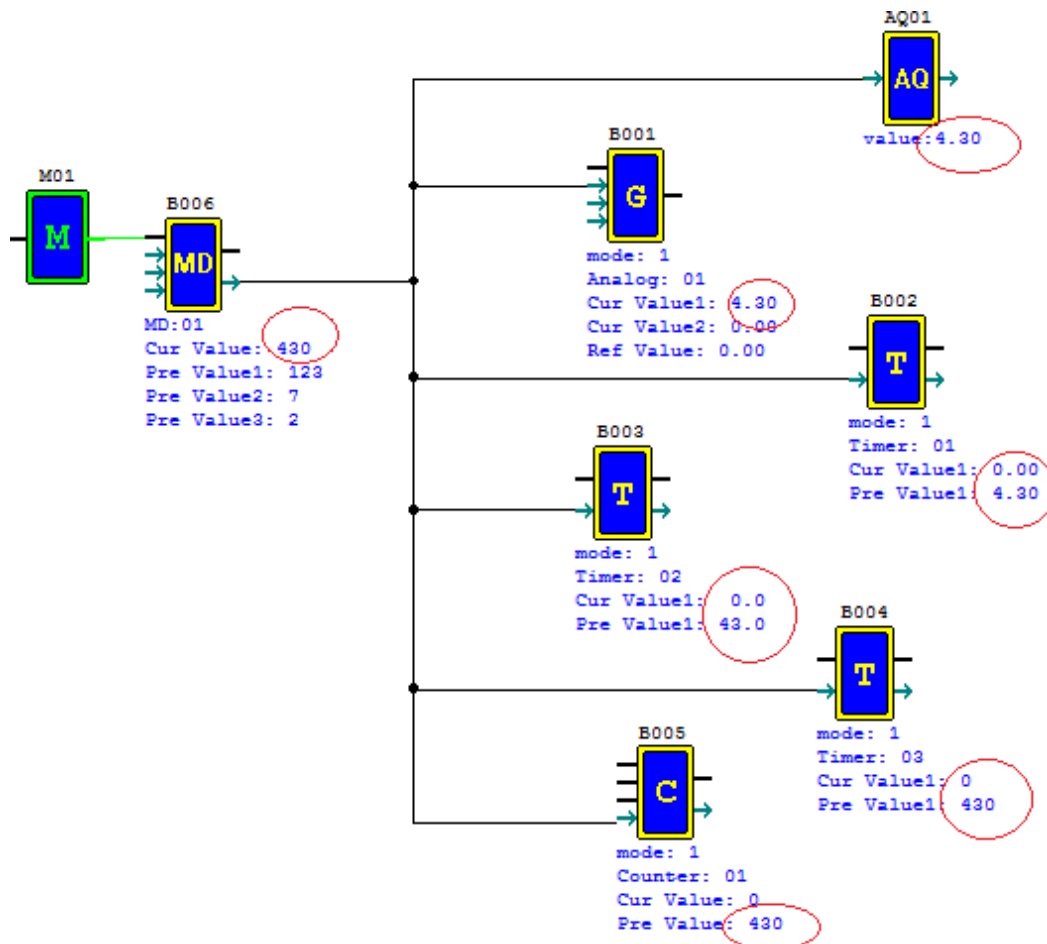 AQ01
AQ
value:4.30
B001
G
mode: 1
Analog: 01
Cur Value1: 4.30
Cur Value2: 0.00
Ref Value: 0.00
M01
M
B006
MD
MD:01
Cur Value: 430
Pre Value1: 123
Pre Value2: 7
Pre Value3: 2
B002
T
mode: 1
Timer: 01
Cur Value1: 0.00
Pre Value1: 4.30
B003
T
mode: 1
Timer: 02
Cur Value1: 0.0
Pre Value1: 43.0
B004
T
mode: 1
Timer: 03
Cur Value1: 0
Pre Value1: 430
B005
C
mode: 1
Counter: 01
Cur Value: 0
Pre Value: 430